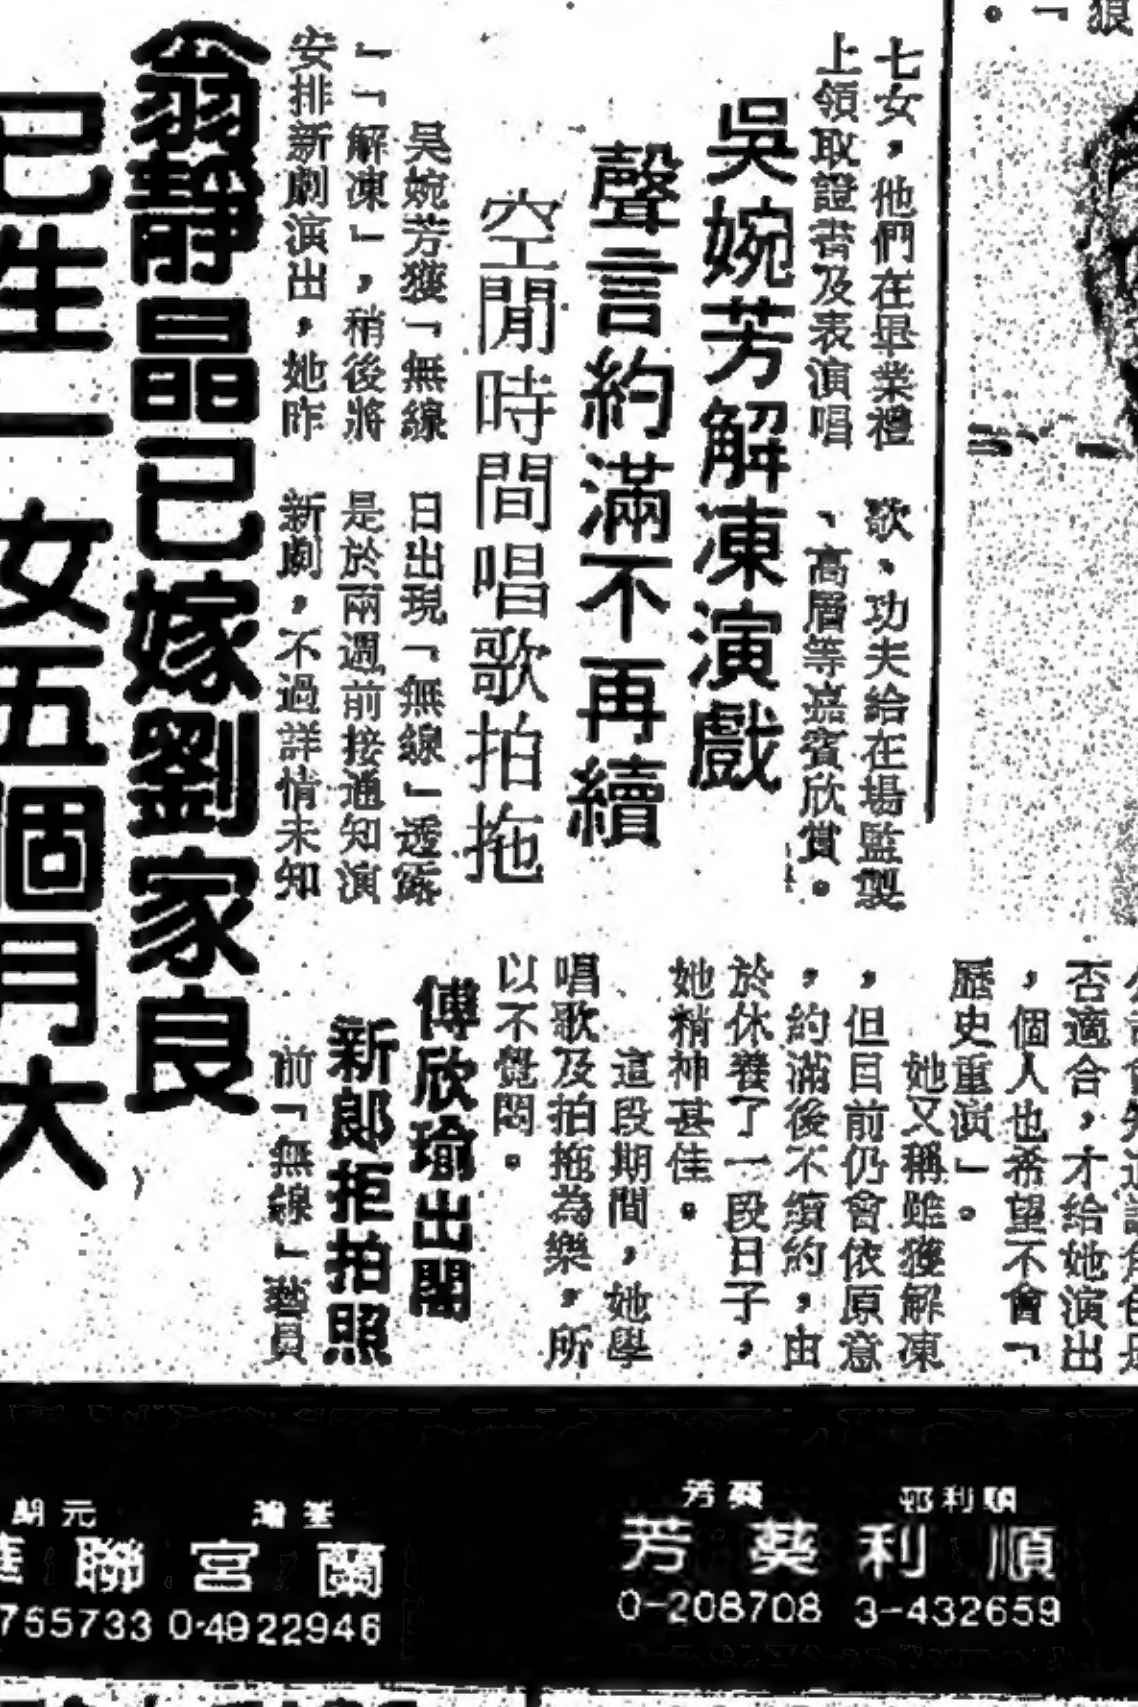 狼
「
。
七女，他們在畢業禮
上領取證書及表演唱
歌、功夫給在場監製
、高層等嘉賓欣賞。
吳婉芳解凍演戲
聲言約滿不再續
空閒時間唱歌拍拖
吳婉芳獲「無線
」「解凍」，稍後將
安排新劇演出，她昨
日出現「無線」透露
是於兩週前接通知演
新劇，不過詳情未知
否適合，才給她演出
，個人也希望不會「
歷史重演」。
她又稱雖獲解凍
，但目前仍會依原意
，約滿後不續約，由
於休養了一段日子，
她精神甚佳。
這段期間，她學
唱歌及拍拖為樂，所
以不覺悶。
傅欣瑜出閣
新郎拒拍照
前「無線」藝員
翁靜晶已嫁劉家良
已生一女五個月大
葵芳
葵芳
0-208708
順利邨
順利
3-432659
元朗
聯
755733
荃灣
蘭宮
0-4922946